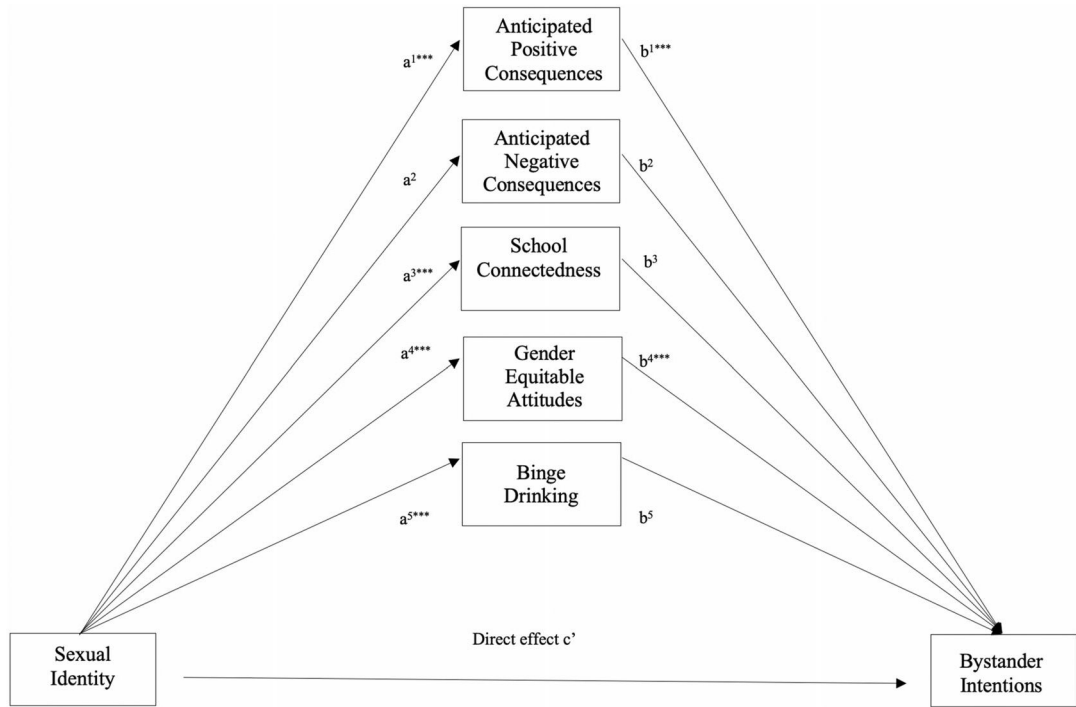 Anticipated
Positive
Consequences
a¹***
b¹***
Anticipated
Negative
Consequences
a²
b²
School
Connectedness
a³***
b³
Gender
Equitable
Attitudes
a⁴***
b⁴***
Binge
Drinking
a⁵***
b⁵
Direct effect c’
Sexual
Identity
Bystander
Intentions